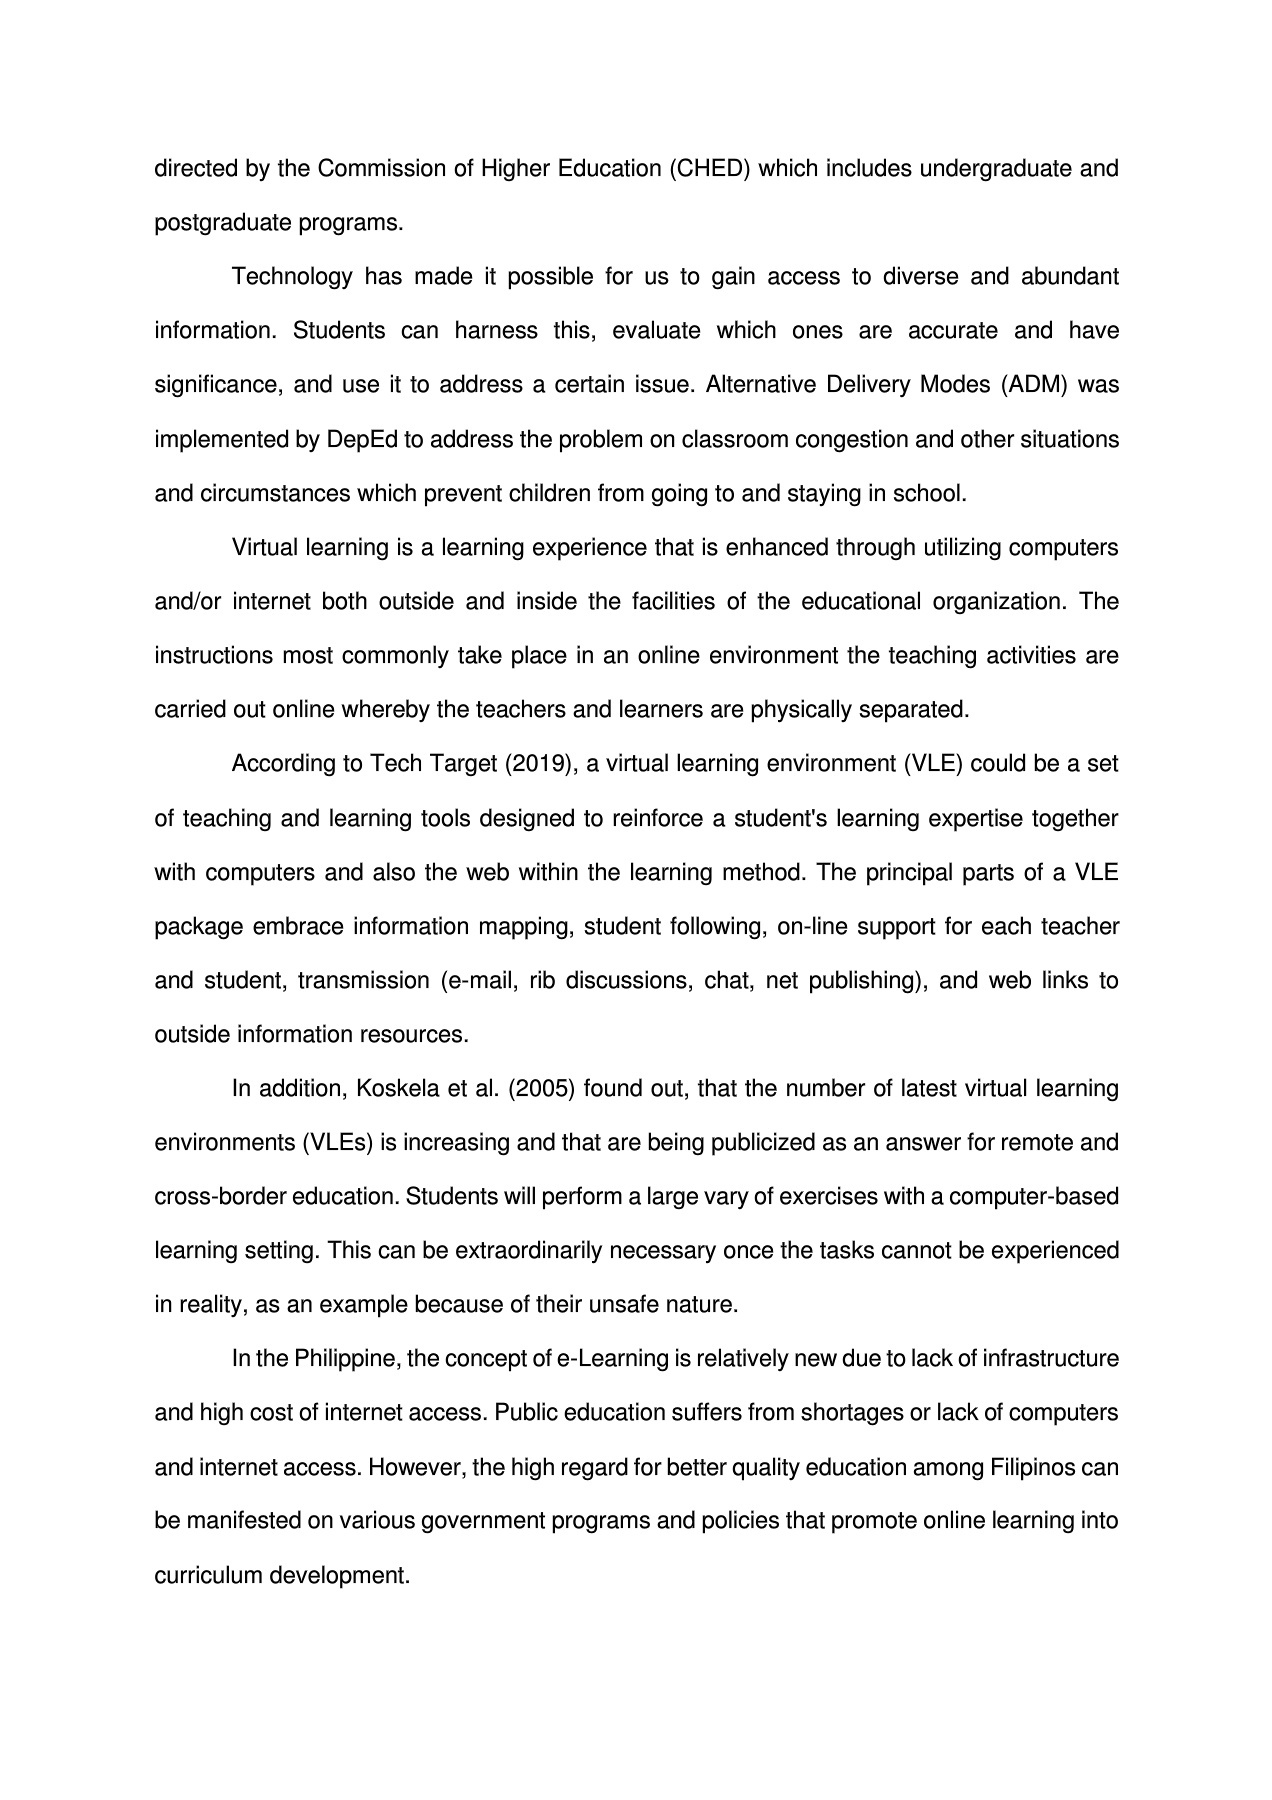 directed by the Commission of Higher Education (CHED) which includes undergraduate and
postgraduate programs.
Technology has made it possible for us to gain access to diverse and abundant
information. Students can harness this, evaluate which ones are accurate and have
significance, and use it to address a certain issue. Alternative Delivery Modes (ADM) was
implemented by DepEd to address the problem on classroom congestion and other situations
and circumstances which prevent children from going to and staying in school.
Virtual learning is a learning experience that is enhanced through utilizing computers
and/or internet both outside and inside the facilities of the educational organization. The
instructions most commonly take place in an online environment the teaching activities are
carried out online whereby the teachers and learners are physically separated.
According to Tech Target (2019), a virtual learning environment (VLE) could be a set
of teaching and learning tools designed to reinforce a student's learning expertise together
with computers and also the web within the learning method. The principal parts of a VLE
package embrace information mapping, student following, on-line support for each teacher
and student, transmission (e-mail, rib discussions, chat, net publishing), and web links to
outside information resources.
In addition, Koskela et al. (2005) found out, that the number of latest virtual learning
environments (VLEs) is increasing and that are being publicized as an answer for remote and
cross-border education. Students will perform a large vary of exercises with a computer-based
learning setting. This can be extraordinarily necessary once the tasks cannot be experienced
in reality, as an example because of their unsafe nature.
In the Philippine, the concept of e-Learning is relatively new due to lack of infrastructure
and high cost of internet access. Public education suffers from shortages or lack of computers
and internet access. However, the high regard for better quality education among Filipinos can
be manifested on various government programs and policies that promote online learning into
curriculum development.